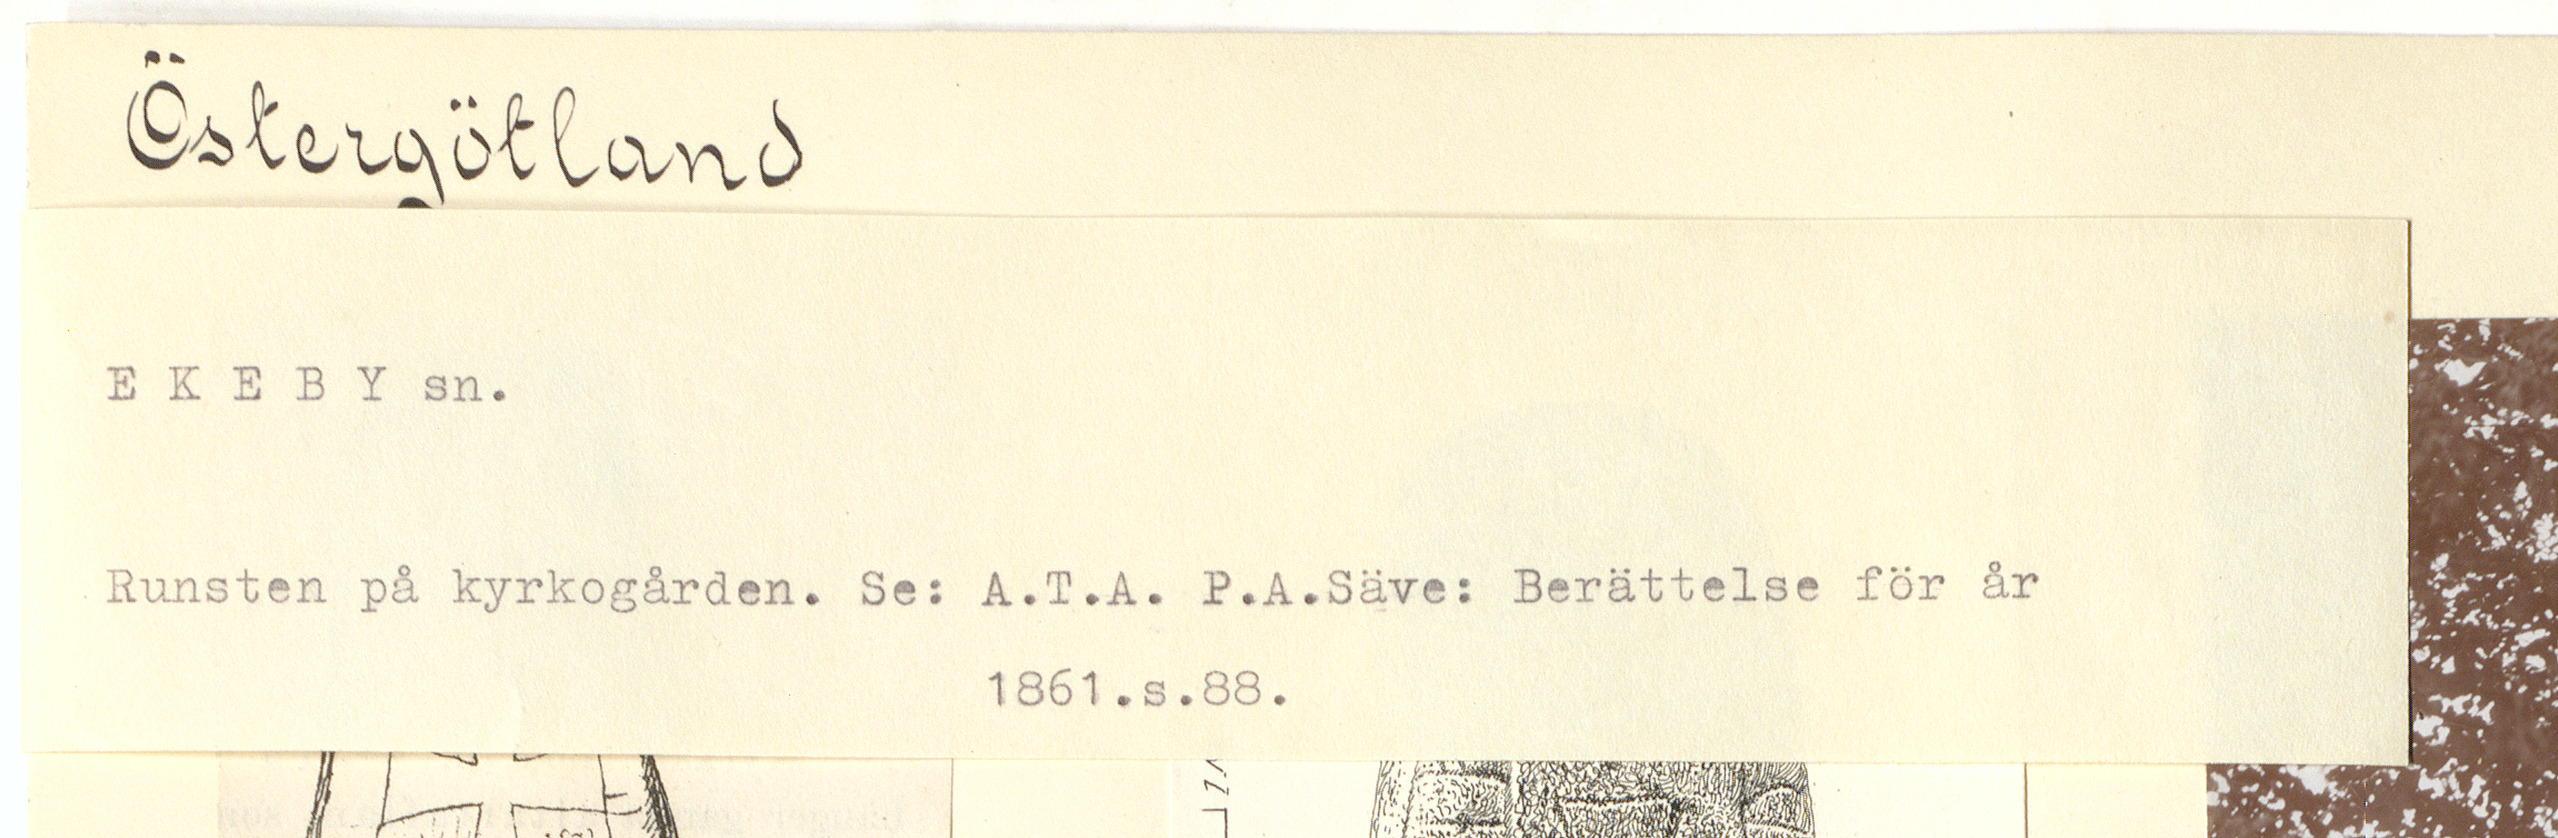 Östergötland
E K E B Y sn.
Runsten på kyrkogården. Se: A.T.A. P.A.Säve: Berättelse för år
1861.s.88.